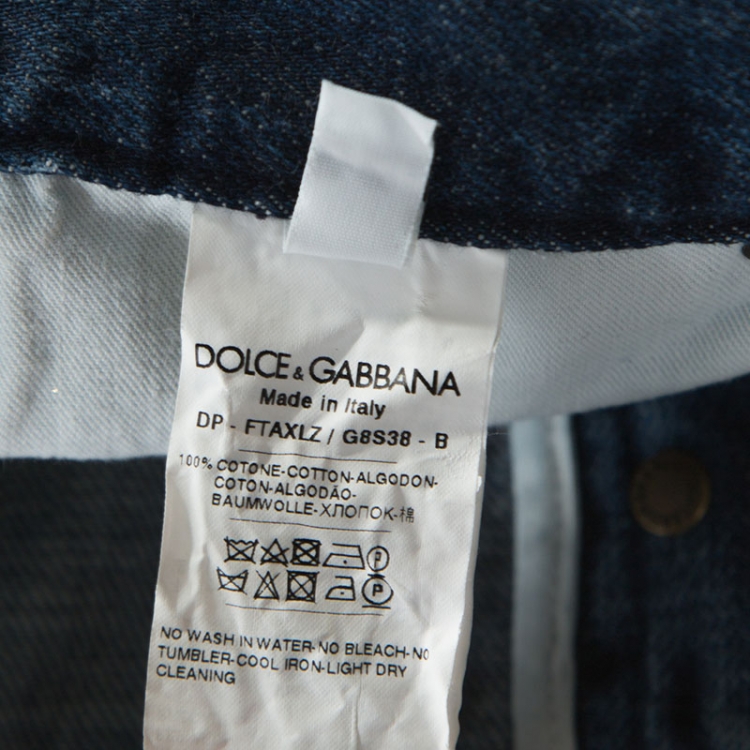 DOLCE & GABBANA
Made in Italy
DP - FTAXLZ / G8S38 - B
100% COTONE-COTTON-ALGODON-
COTON-ALGODÃO-
BAUMWOLLE-ХЛОПОК-棉
P
P
NO WASH IN WATER-NO BLEACH-NO
TUMBLER-COOL IRON-LIGHT DRY
CLEANING